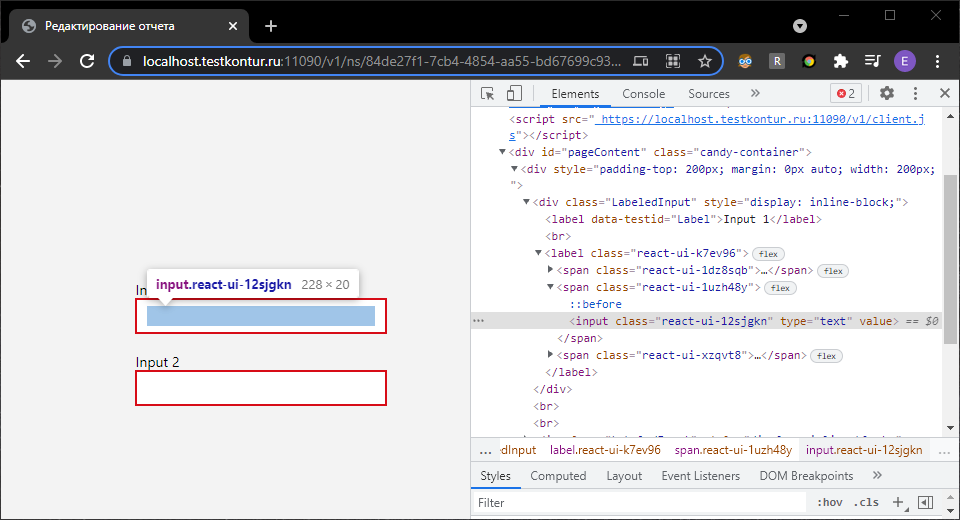 Редактирование отчета
localhost.testkontur.ru:11090/v1/ns/84de27f1-7cb4-4854-aa55-bd67699c93...
R
E
Elements Console Sources » 2
<script src=" https://localhost.testkontur.ru:11090/v1/client.j
s"></script>
<div id="pageContent" class="candy-container">
<div style="padding-top: 200px; margin: 0px auto; width: 200px;
">
<div class="LabeledInput" style="display: inline-block;">
<label data-testid="Label">Input 1</label>
<br>
<label class="react-ui-k7ev96"> flex
<span class="react-ui-1dz8sqb">…</span> flex
<span class="react-ui-1uzh48y"> flex
::before
<input class="react-ui-12sjgkn" type="text" value> == $0
</span>
<span class="react-ui-xzqvt8">…</span> flex
</label>
</div>
<br>
<br>
input.react-ui-12sjgkn 228 × 20
Input 2
... edInput label.react-ui-k7ev96 span.react-ui-1uzh48y input.react-ui-12sjgkn ...
Styles Computed Layout Event Listeners DOM Breakpoints »
Filter :hov .cls +